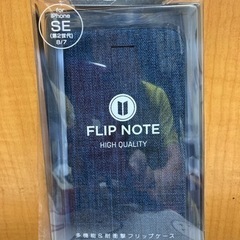 for iPhone
SE
(第2世代)
8/7
FLIP NOTE
HIGH QUALITY
多機能&耐衝撃フリップケース